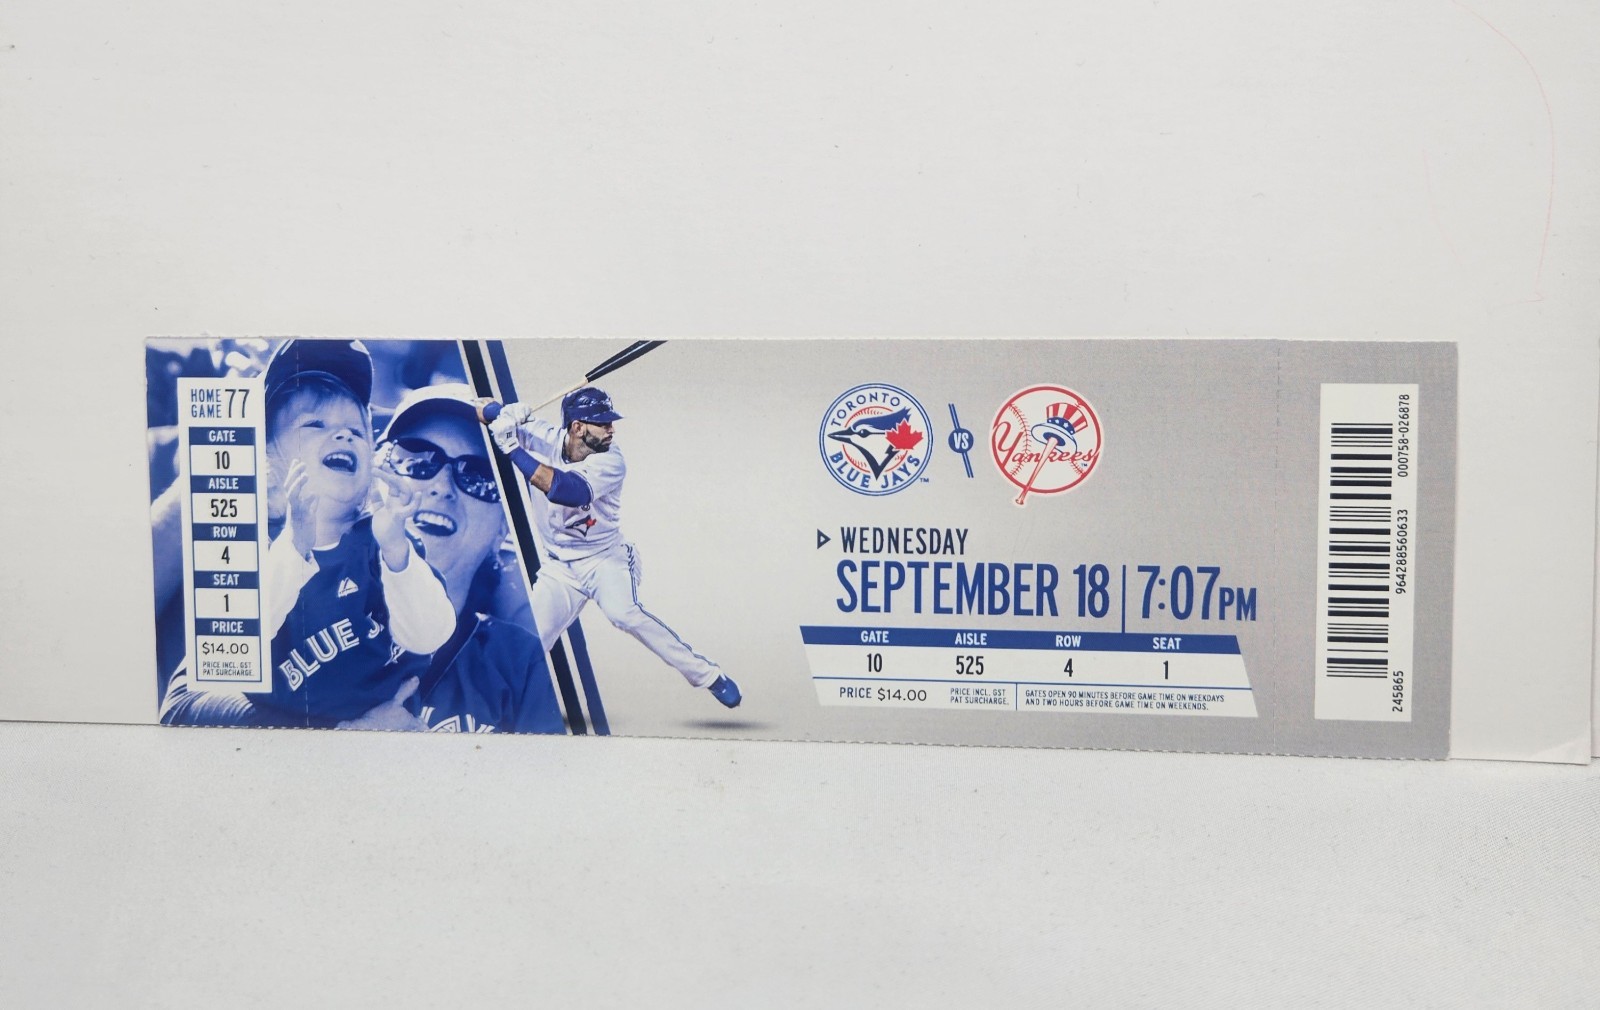 HOME GAME 77
GATE
10
AISLE
525
ROW
4
SEAT
1
PRICE
$14.00
PRICE INCL. GST
PAT SURCHARGE.
BLUE J
TORONTO
BLUE JAYS
TM
VS
Yankees
TM
WEDNESDAY
SEPTEMBER 18 | 7:07PM
GATE AISLE ROW SEAT
10 525 4 1
PRICE $14.00
PRICE INCL. GST
PAT SURCHARGE.
GATES OPEN 90 MINUTES BEFORE GAME TIME ON WEEKDAYS
AND TWO HOURS BEFORE GAME TIME ON WEEKENDS.
245865 964288560633 000758-026878